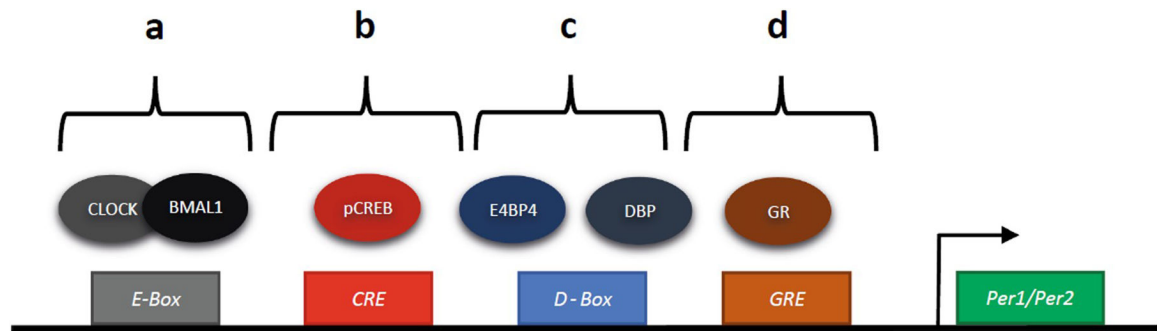 a b c d
CLOCK BMAL1 pCREB E4BP4 DBP GR
E-Box CRE D - Box GRE Per1/Per2